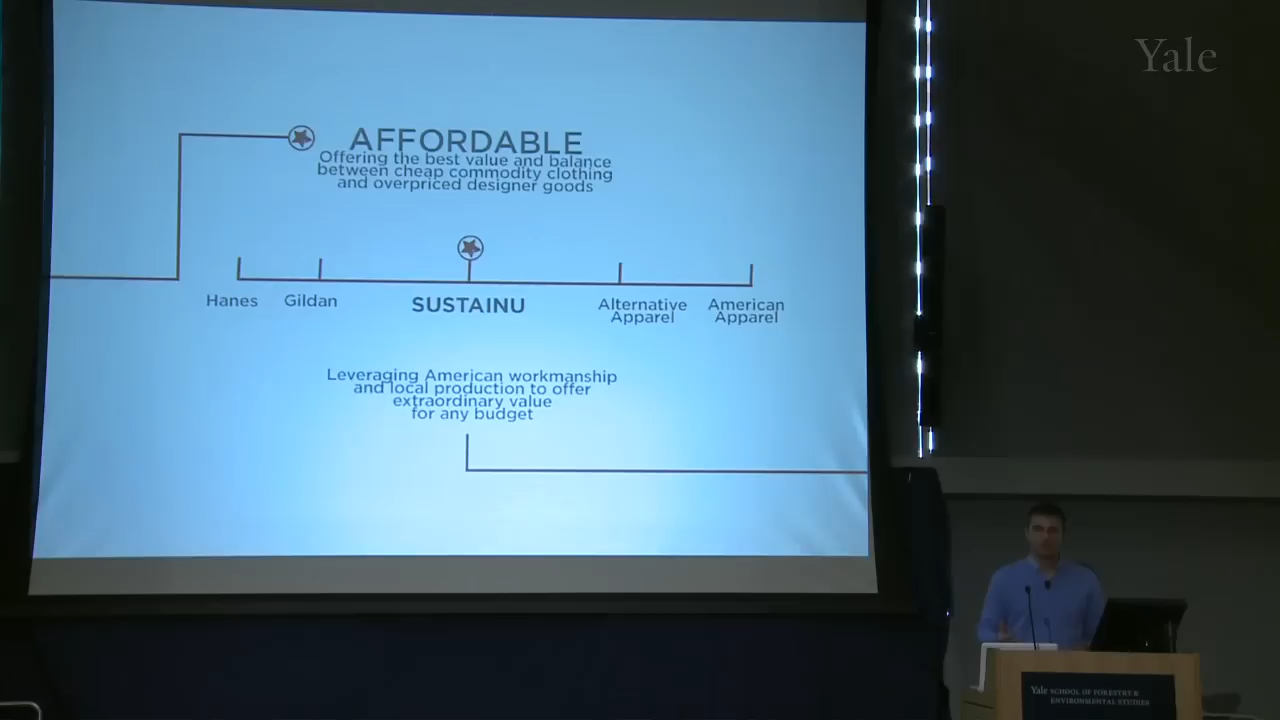 Yale
AFFORDABLE
Offering the best value and balance
between cheap commodity clothing
and overpriced designer goods
Hanes
Gildan
SUSTAINU
Alternative
Apparel
American
Apparel
Leveraging American workmanship
and local production to offer
extraordinary value
for any budget
Yale SCHOOL OF FORESTRY &
ENVIRONMENTAL STUDIES